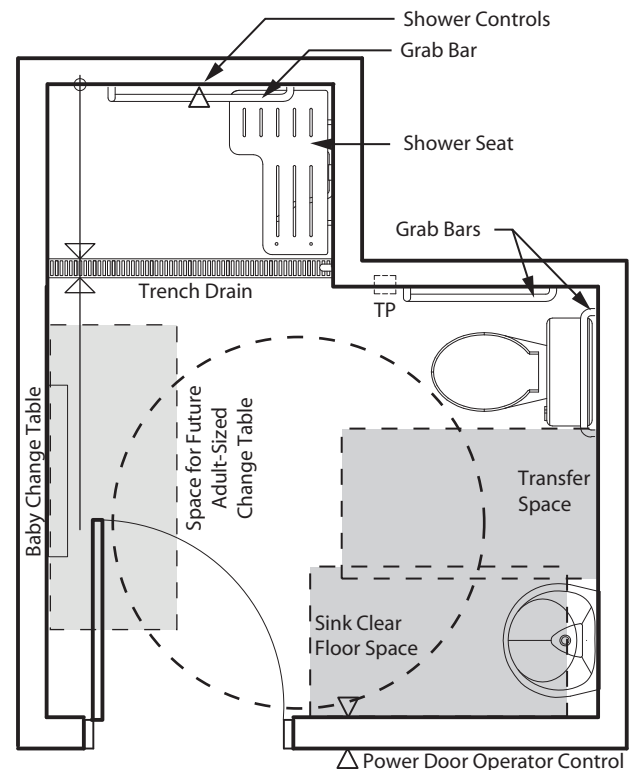 Shower Controls
Grab Bar
Shower Seat
Grab Bars
Trench Drain
TP
Baby Change Table
Space for Future
Adult-Sized
Change Table
Transfer
Space
Sink Clear
Floor Space
Power Door Operator Control